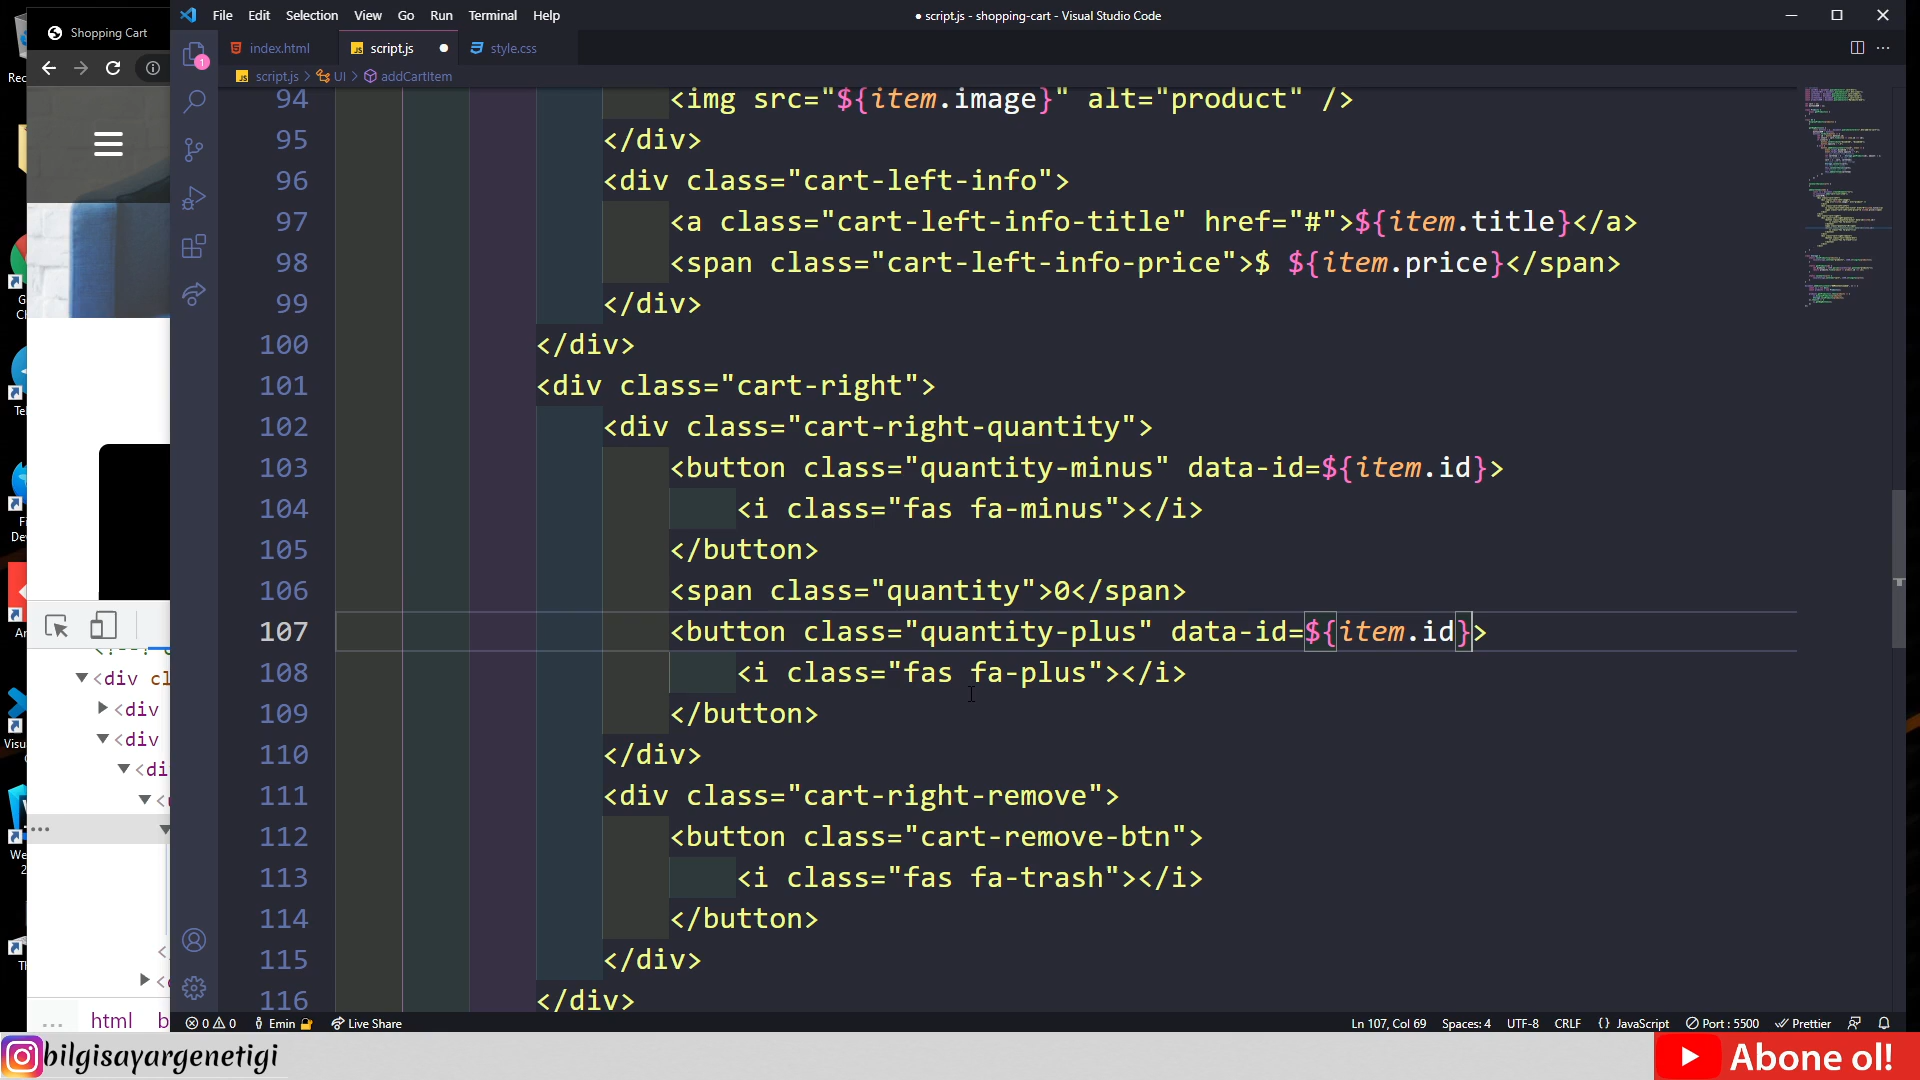 File Edit Selection View Go Run Terminal Help
● script.js - shopping-cart - Visual Studio Code
Shopping Cart
index.html script.js style.css
script.js > UI > addCartItem
94 <img src="${item.image}" alt="product" />
95 </div>
96 <div class="cart-left-info">
97 <a class="cart-left-info-title" href="#">${item.title}</a>
98 <span class="cart-left-info-price">$ ${item.price}</span>
99 </div>
100 </div>
101 <div class="cart-right">
102 <div class="cart-right-quantity">
103 <button class="quantity-minus" data-id=${item.id}>
104 <i class="fas fa-minus"></i>
105 </button>
106 <span class="quantity">0</span>
107 <button class="quantity-plus" data-id=${item.id}>
108 <i class="fas fa-plus"></i>
109 </button>
110 </div>
111 <div class="cart-right-remove">
112 <button class="cart-remove-btn">
113 <i class="fas fa-trash"></i>
114 </button>
115 </div>
116 </div>
<div cl
<div
<div
<di
html b
0 0 Emin Live Share
Ln 107, Col 69 Spaces: 4 UTF-8 CRLF {} JavaScript Port : 5500 Prettier
bilgisayargenetigi
Abone ol!